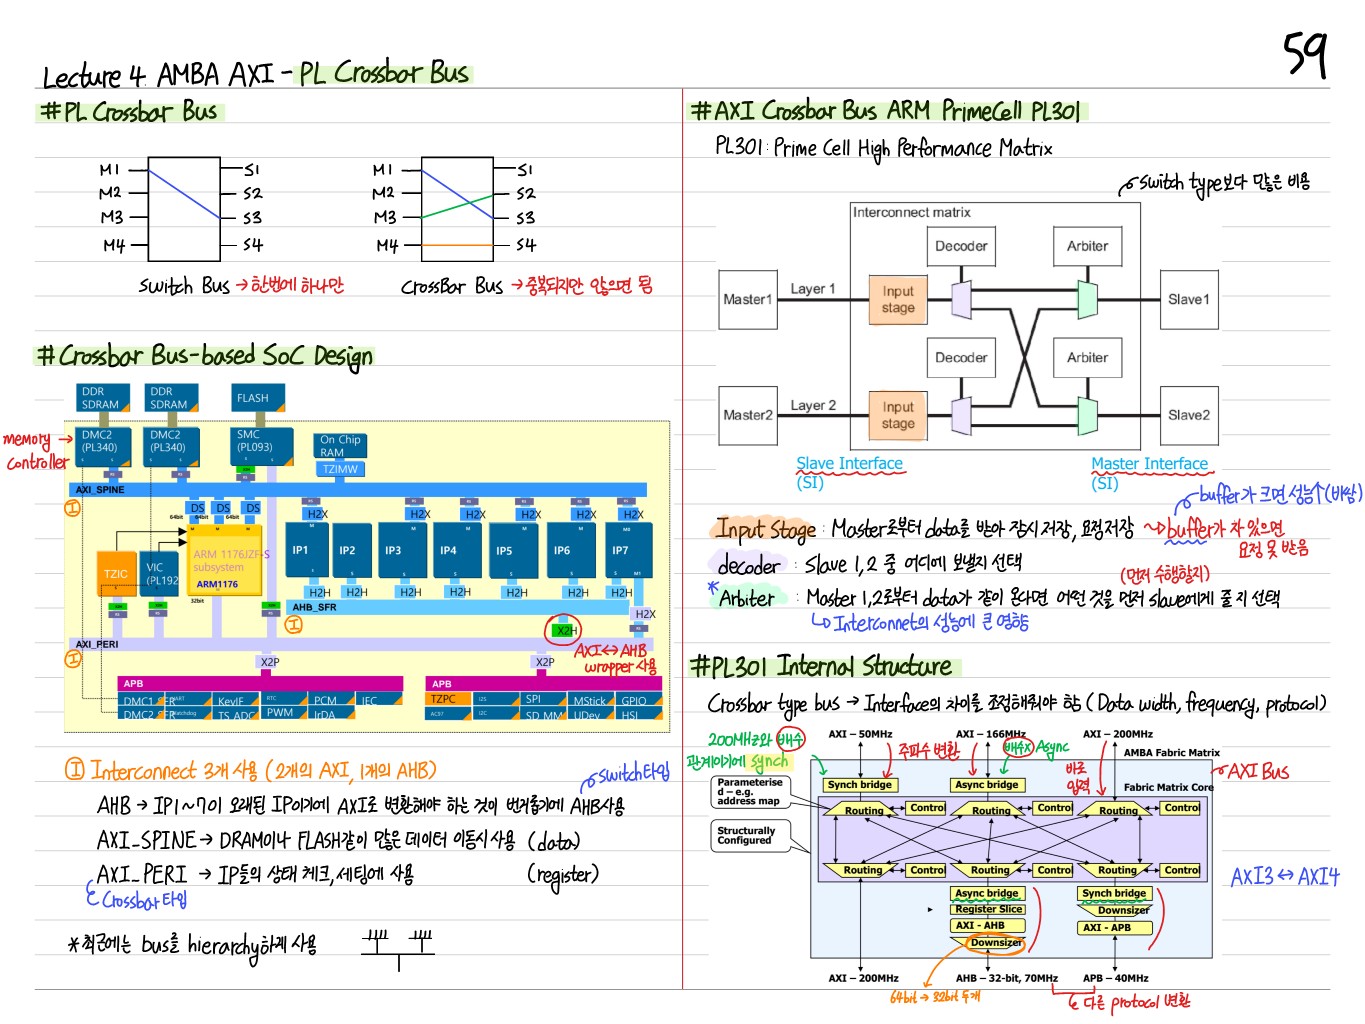 59
Lecture 4. AMBA AXI - PL Crossbar Bus
#PL Crossbar Bus
M1 S1
M2 S2
M3 S3
M4 S4
Switch Bus → 한번에 하나만
M1 S1
M2 S2
M3 S3
M4 S4
CrossBar Bus → 중복되지만 않으면 됨
#Crossbar Bus-based SoC Design
DDR SDRAM
DDR SDRAM
FLASH
memory controller →
DMC2 (PL340)
DMC2 (PL340)
SMC (PL093)
On Chip RAM
TZIMW
AXI_SPINE
I
DS DS DS
64bit 64bit
H2X H2X H2X H2X H2X H2X
TZIC
VIC (PL192
ARM 1176JZF-S subsystem
ARM1176
32bit
IP1 IP2 IP3 IP4 IP5 IP6 IP7
H2H H2H H2H H2H H2H H2H
AHB_SFR
I
X2H
H2X
AXI_PERI
I
AXI↔AHB
wrapper 사용
X2P X2P
APB
DMC1_SFR UART KeyIF RTC PCM IEC
DMC2_SFR Watchdog TS_ADC PWM IrDA
APB
TZPC I2S SPI MStick GPIO
AC97 I2C SD_MM UDev HSI
I Interconnect 3개 사용 (2개의 AXI, 1개의 AHB)
switch타입
AHB → IP1~7이 오래된 IP이기에 AXI로 변환해야 하는 것이 번거롭기에 AHB사용
AXI_SPINE → DRAM이나 FLASH같이 많은 데이터 이동시 사용 (data)
AXI_PERI → IP들의 상태 체크, 세팅에 사용 (register)
Crossbar타입
*최근에는 bus를 hierarchy하게 사용
#AXI Crossbar Bus ARM PrimeCell PL301
PL301 : Prime Cell High Performance Matrix
switch type보다 많은 비용
Interconnect matrix
Decoder Arbiter
Master1 Layer 1 Input stage Slave1
Decoder Arbiter
Master2 Layer 2 Input stage Slave2
Slave Interface (SI)
Master Interface (SI)
buffer가 크면 성능↑(비쌈)
Input Stage : Master로부터 data를 받아 잠시 저장, 요청저장 → buffer가 차 있으면
요청 못 받음
decoder : Slave 1,2 중 어디에 보낼지 선택
(먼저 수행할지)
*Arbiter : Master 1,2로부터 data가 같이 온다면 어떤 것을 먼저 slave에게 줄지 선택
↳ Interconnet의 성능에 큰 영향
#PL301 Internal Structure
Crossbar type bus → Interface의 차이를 조절해줘야 함 (Data width, frequency, protocol)
200MHz와 배수
관계이기에 synch
AXI – 50MHz
주파수 변환
AXI – 166MHz
배수x Async
AXI – 200MHz
바로
입력
AMBA Fabric Matrix
AXI Bus
Parameterised – e.g. address map
Synch bridge
Async bridge
Fabric Matrix Core
Routing Control Routing Control Routing Control
Structurally Configured
Routing Control Routing Control Routing Control
AXI3 ↔ AXI4
Async bridge
Register Slice
AXI - AHB
Downsizer
Synch bridge
Downsizer
AXI - APB
AXI – 200MHz
AHB – 32-bit, 70MHz
APB – 40MHz
64bit → 32bit 두개
다른 protocol 변환